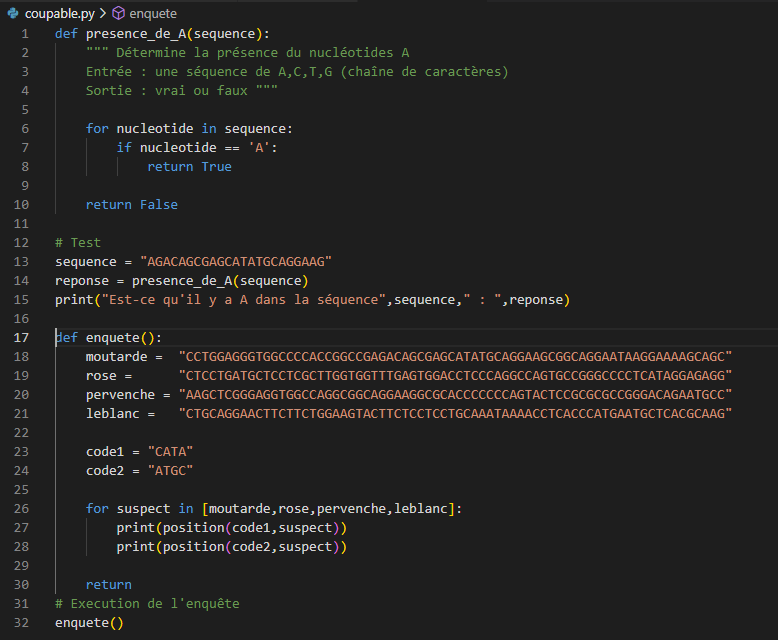 coupable.py > enquete
1 def presence_de_A(sequence):
2     """ Détermine la présence du nucléotides A
3     Entrée : une séquence de A,C,T,G (chaîne de caractères)
4     Sortie : vrai ou faux """
5
6     for nucleotide in sequence:
7         if nucleotide == 'A':
8             return True
9
10     return False
11
12 # Test
13 sequence = "AGACAGCGAGCATATGCAGGAAG"
14 reponse = presence_de_A(sequence)
15 print("Est-ce qu'il y a A dans la séquence",sequence," : ",reponse)
16
17 def enquete():
18     moutarde =  "CCTGGAGGGTGGCCCCACCGGCCGAGACAGCGAGCATATGCAGGAAGCGGCAGGAATAAGGAAAAGCAGC"
19     rose =      "CTCCTGATGCTCCTCGCTTGGTGGTTTGAGTGGACCTCCCAGGCCAGTGCCGGGCCCCTCATAGGAGAGG"
20     pervenche = "AAGCTCGGGAGGTGGCCAGGCGGCAGGAAGGCGCACCCCCCCAGTACTCCGCGCGCCGGGACAGAATGCC"
21     leblanc =   "CTGCAGGAACTTCTTCTGGAAGTACTTCTCCTCCTGCAAATAAAACCTCACCCATGAATGCTCACGCAAG"
22
23     code1 = "CATA"
24     code2 = "ATGC"
25
26     for suspect in [moutarde,rose,pervenche,leblanc]:
27         print(position(code1,suspect))
28         print(position(code2,suspect))
29
30     return
31 # Execution de l'enquête
32 enquete()